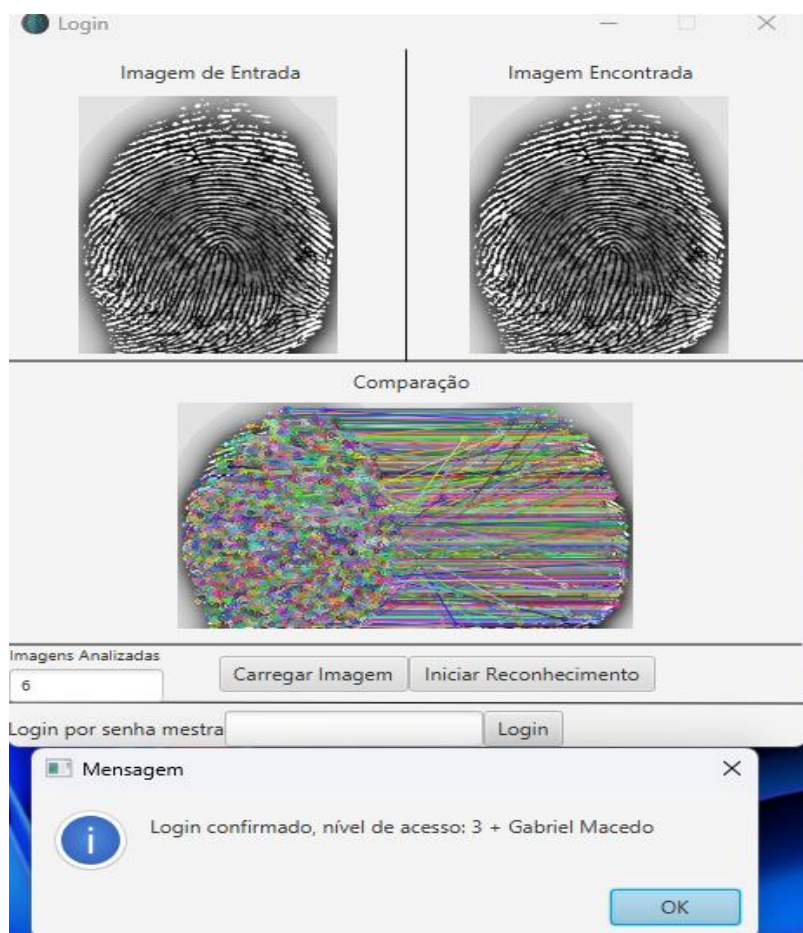 Login
Imagem de Entrada
Imagem Encontrada
Comparação
Imagens Analizadas
6
Carregar Imagem
Iniciar Reconhecimento
Login por senha mestra
Login
Mensagem
Login confirmado, nível de acesso: 3 + Gabriel Macedo
OK